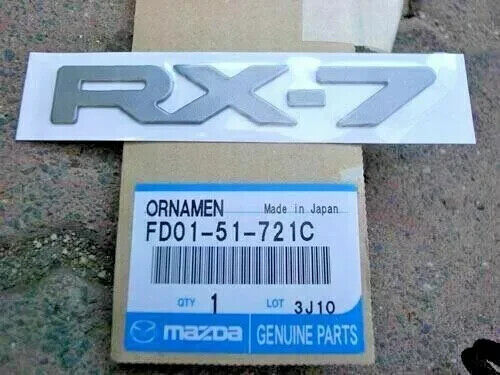 RX-7
ORNAMEN Made in Japan
FD01-51-721C
QTY 1 LOT 3J10
mazda GENUINE PARTS